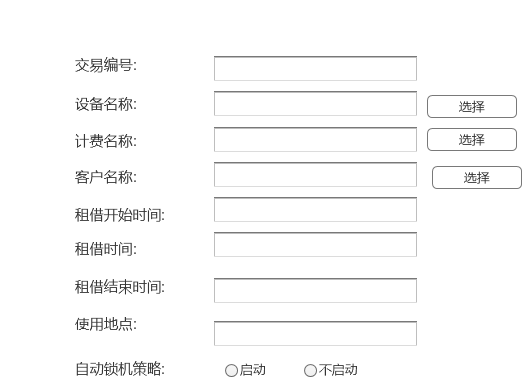 交易编号:
设备名称: 选择
计费名称: 选择
客户名称: 选择
租借开始时间:
租借时间:
租借结束时间:
使用地点:
自动锁机策略: 启动 不启动